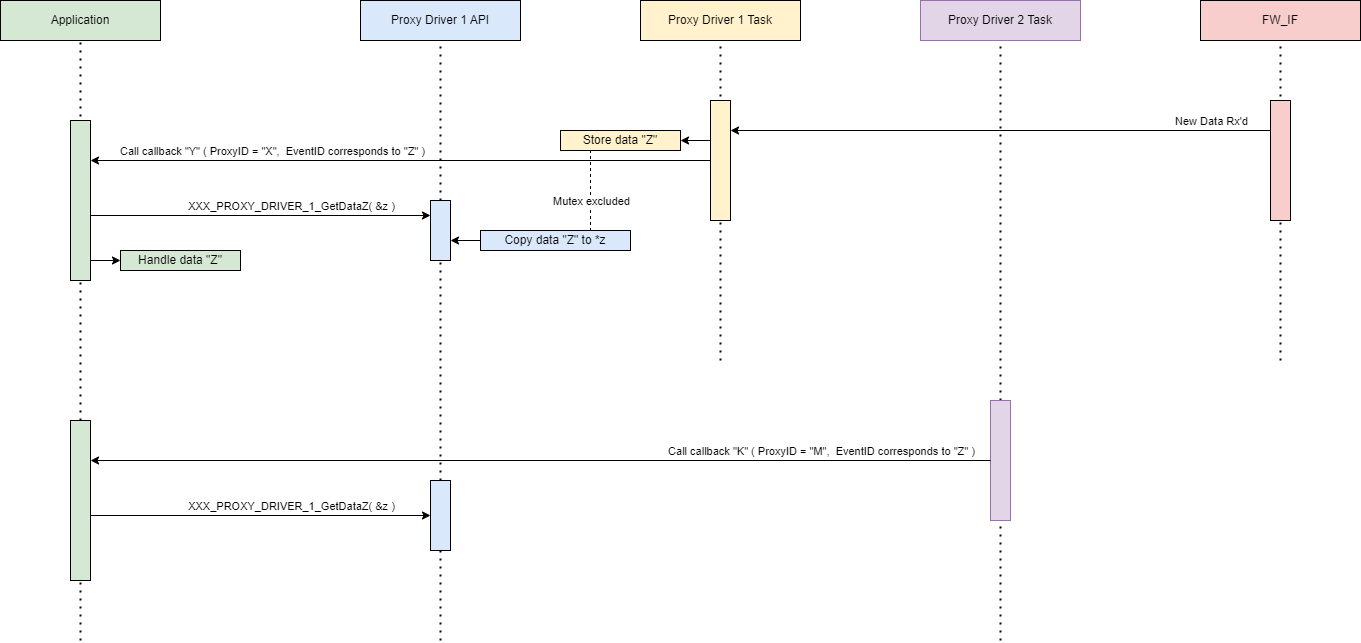 Application
Proxy Driver 1 API
Proxy Driver 1 Task
Proxy Driver 2 Task
FW_IF
New Data Rx'd
Store data "Z"
Call callback "Y" ( ProxyID = "X",  EventID corresponds to "Z" )
Mutex excluded
XXX_PROXY_DRIVER_1_GetDataZ( &z )
Copy data "Z" to *z
Handle data "Z"
Call callback "K" ( ProxyID = "M",  EventID corresponds to "Z" )
XXX_PROXY_DRIVER_1_GetDataZ( &z )